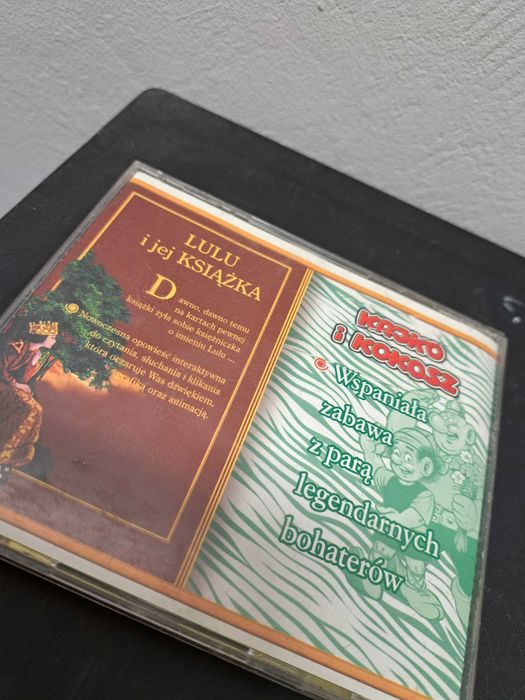 LULU
i jej KSIĄŻKA
Dawno, dawno temu
na kartach pewnej
książki żyła sobie księżniczka
o imieniu Lulu ...
Nowoczesna opowieść interaktywna
do czytania, słuchania i klikania
która oczaruje Was dźwiękiem,
grafiką oraz animacją.
KAJKO
i KOKOSZ
Wspaniała
zabawa
z parą
legendarnych
bohaterów